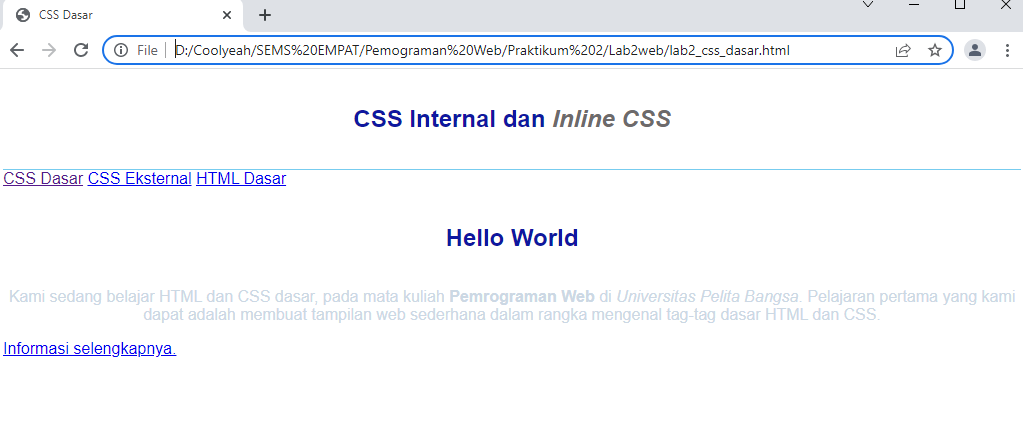 CSS Dasar
File D:/Coolyeah/SEMS%20EMPAT/Pemograman%20Web/Praktikum%202/Lab2web/lab2_css_dasar.html
CSS Internal dan Inline CSS
CSS Dasar CSS Eksternal HTML Dasar
Hello World
Kami sedang belajar HTML dan CSS dasar, pada mata kuliah Pemrograman Web di Universitas Pelita Bangsa. Pelajaran pertama yang kami
dapat adalah membuat tampilan web sederhana dalam rangka mengenal tag-tag dasar HTML dan CSS.
Informasi selengkapnya.